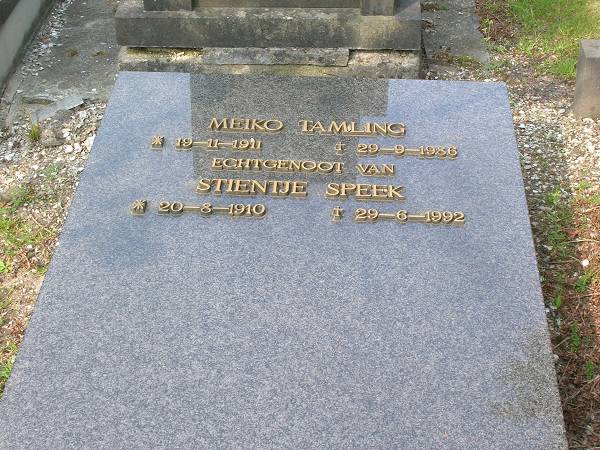 MEIKO TAMLING
* 19-11-1911 † 29-9-1986
ECHTGENOOT VAN
STIENTJE SPEEK
* 20-8-1910 † 29-6-1992